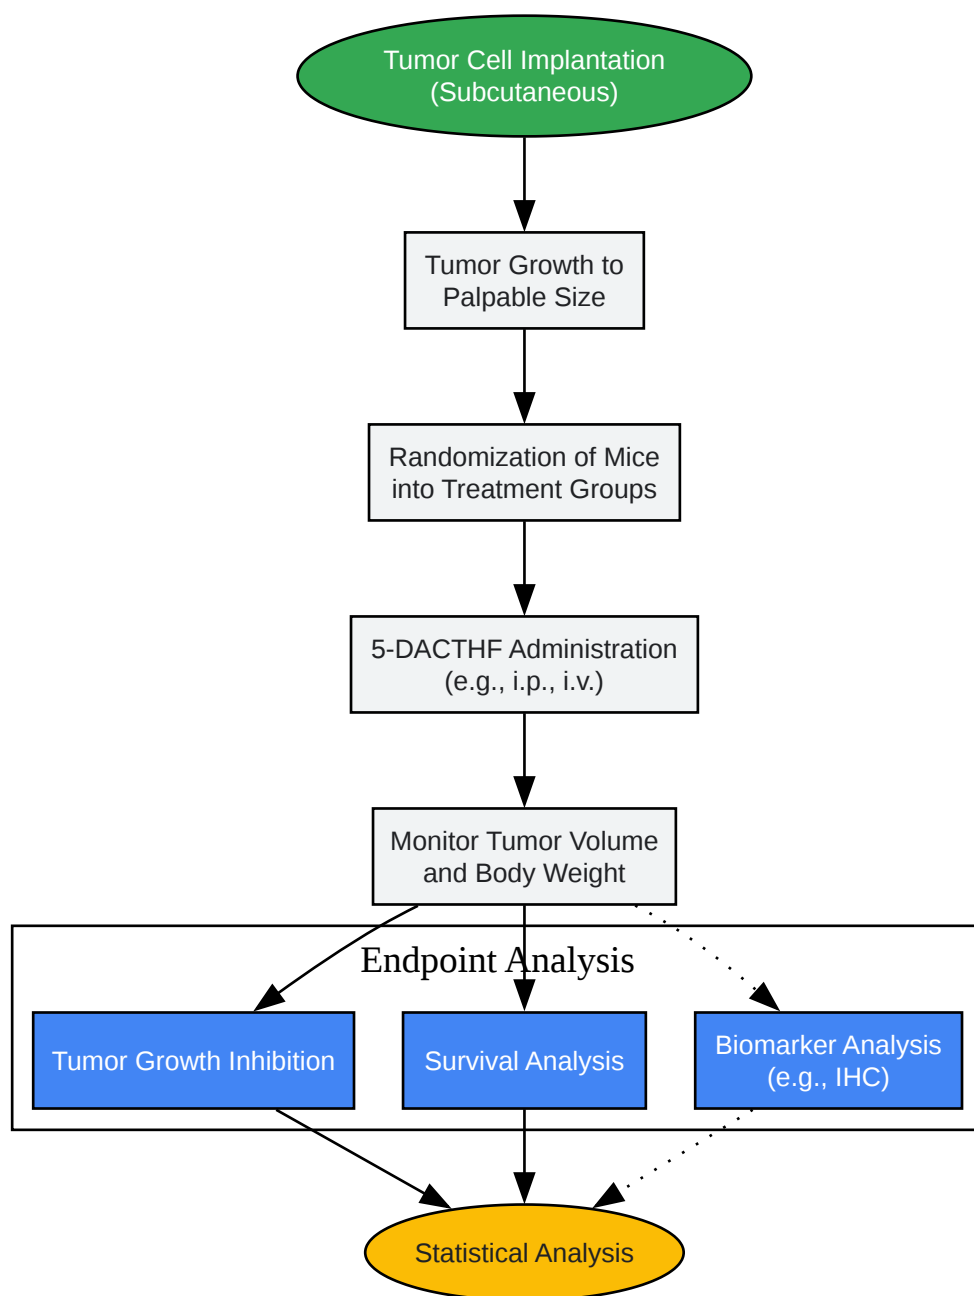 Tumor Cell Implantation
(Subcutaneous)
Tumor Growth to
Palpable Size
Randomization of Mice
into Treatment Groups
5-DACTHF Administration
(e.g., i.p., i.v.)
Monitor Tumor Volume
and Body Weight
Endpoint Analysis
Tumor Growth Inhibition
Survival Analysis
Biomarker Analysis
(e.g., IHC)
Statistical Analysis